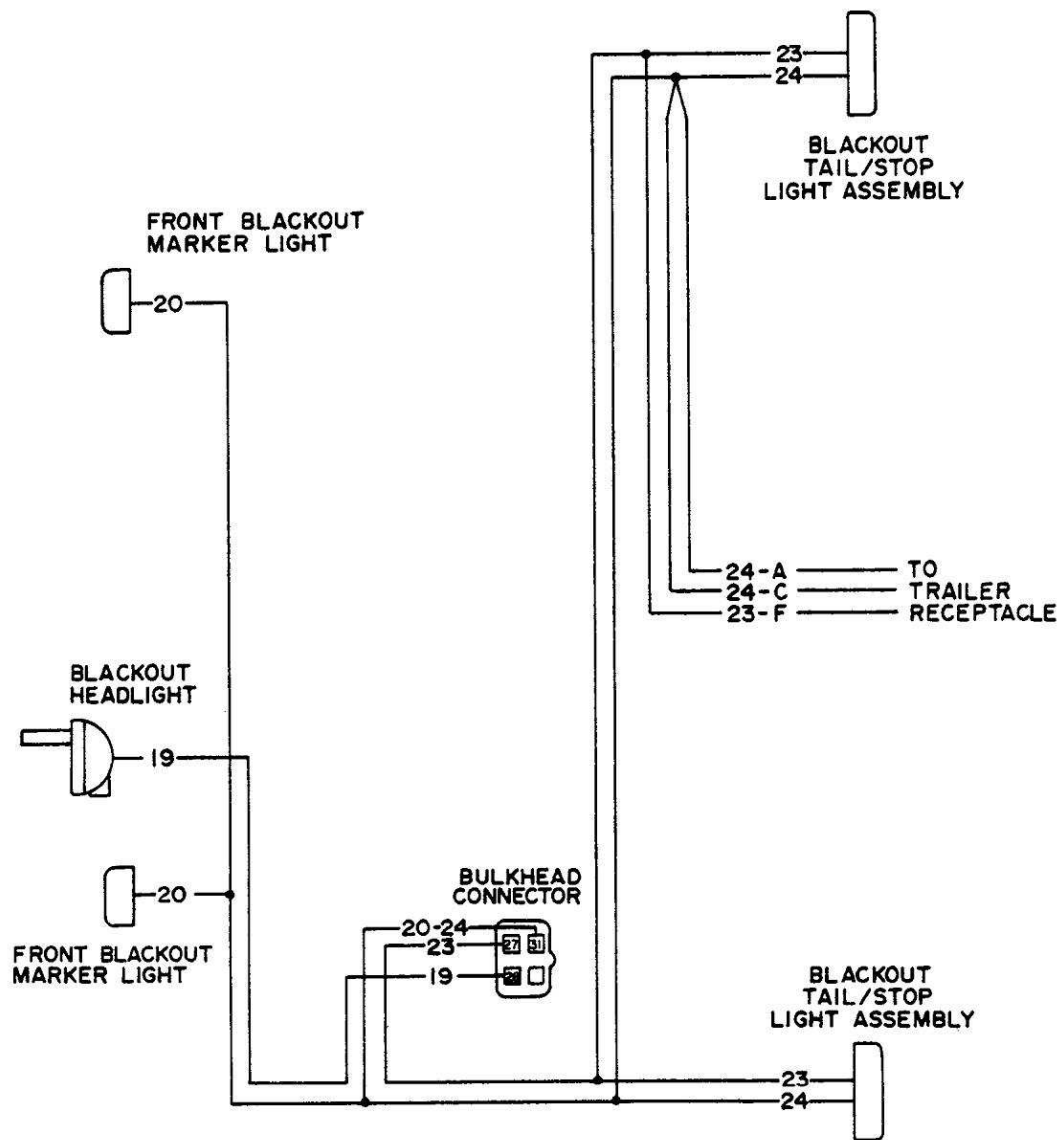 23
24
BLACKOUT
TAIL/STOP
LIGHT ASSEMBLY
FRONT BLACKOUT
MARKER LIGHT
20
24-A TO
24-C TRAILER
23-F RECEPTACLE
BLACKOUT
HEADLIGHT
19
20
FRONT BLACKOUT
MARKER LIGHT
BULKHEAD
CONNECTOR
20-24
23 27 31
19
BLACKOUT
TAIL/STOP
LIGHT ASSEMBLY
23
24